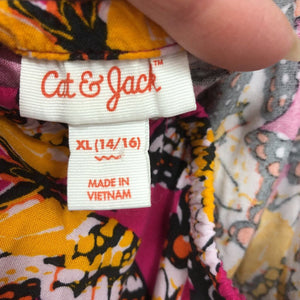 Cat & Jack™
XL (14/16)
MADE IN
VIETNAM